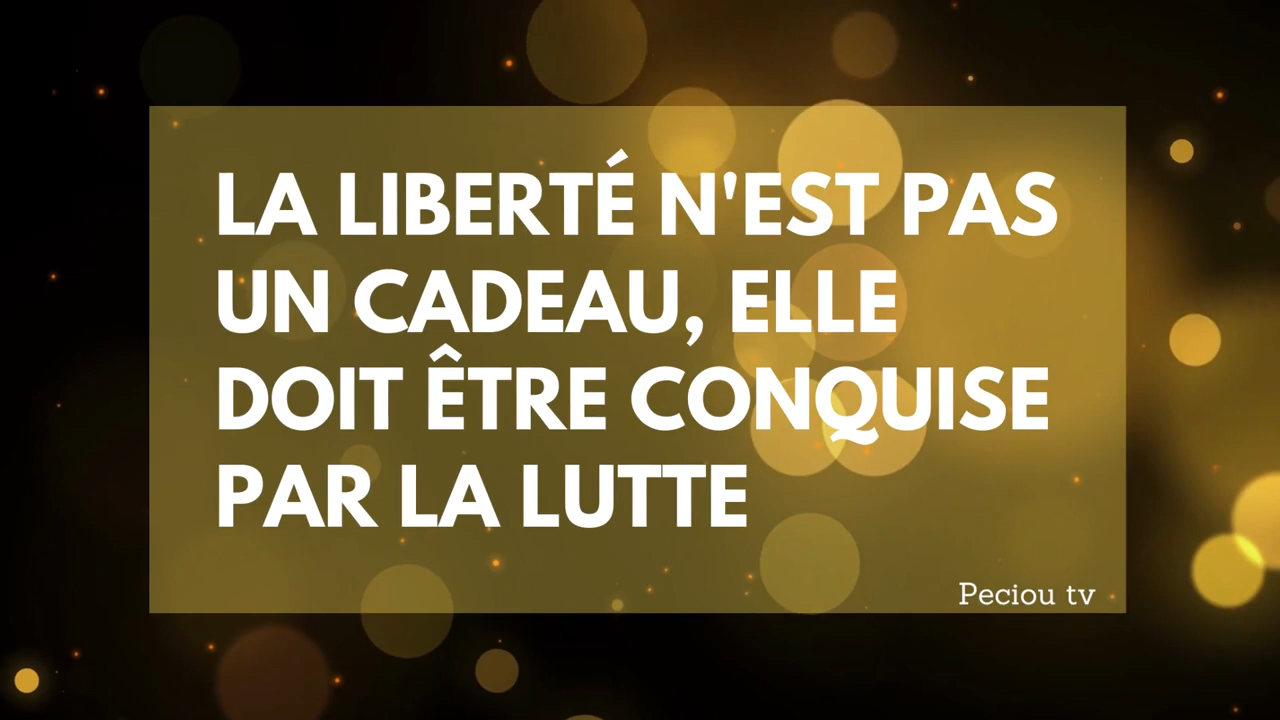 LA LIBERTÉ N'EST PAS
UN CADEAU, ELLE
DOIT ÊTRE CONQUISE
PAR LA LUTTE
Peciou tv